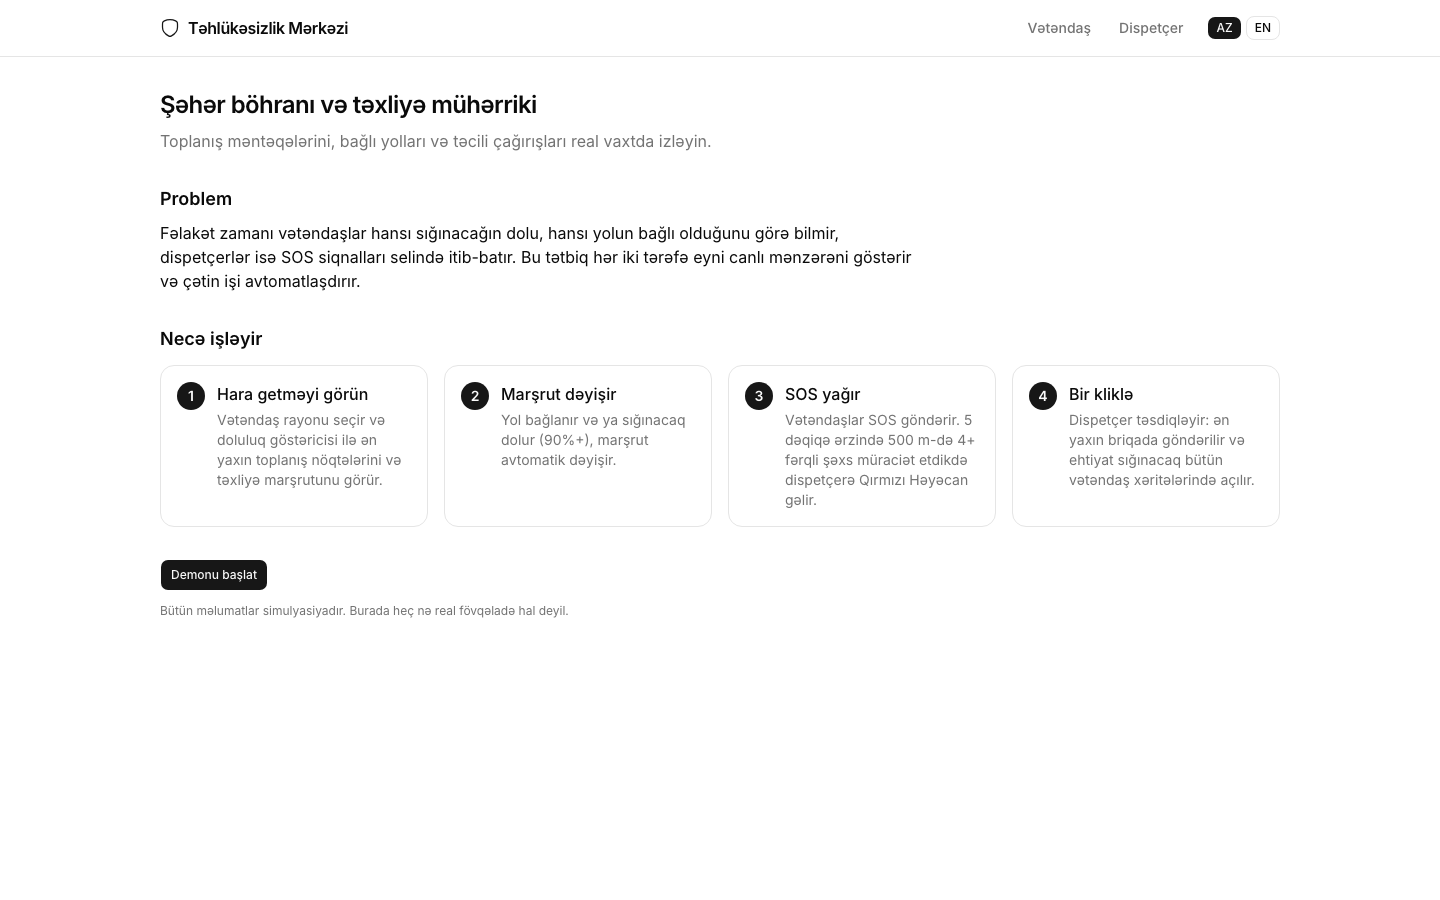 Təhlükəsizlik Mərkəzi
Vətəndaş
Dispetçer
AZ
EN
Şəhər böhranı və təxliyə mühərriki
Toplanış məntəqələrini, bağlı yolları və təcili çağırışları real vaxtda izləyin.
Problem
Fəlakət zamanı vətəndaşlar hansı sığınacağın dolu, hansı yolun bağlı olduğunu görə bilmir,
dispetçerlər isə SOS siqnalları selində itib-batır. Bu tətbiq hər iki tərəfə eyni canlı mənzərəni göstərir
və çətin işi avtomatlaşdırır.
Necə işləyir
1
Hara getməyi görün
Vətəndaş rayonu seçir və
doluluq göstəricisi ilə ən
yaxın toplanış nöqtələrini və
təxliyə marşrutunu görür.
2
Marşrut dəyişir
Yol bağlanır və ya sığınacaq
dolur (90%+), marşrut
avtomatik dəyişir.
3
SOS yağır
Vətəndaşlar SOS göndərir. 5
dəqiqə ərzində 500 m-də 4+
fərqli şəxs müraciət etdikdə
dispetçerə Qırmızı Həyəcan
gəlir.
4
Bir kliklə
Dispetçer təsdiqləyir: ən
yaxın briqada göndərilir və
ehtiyat sığınacaq bütün
vətəndaş xəritələrində açılır.
Demonu başlat
Bütün məlumatlar simulyasiyadır. Burada heç nə real fövqəladə hal deyil.